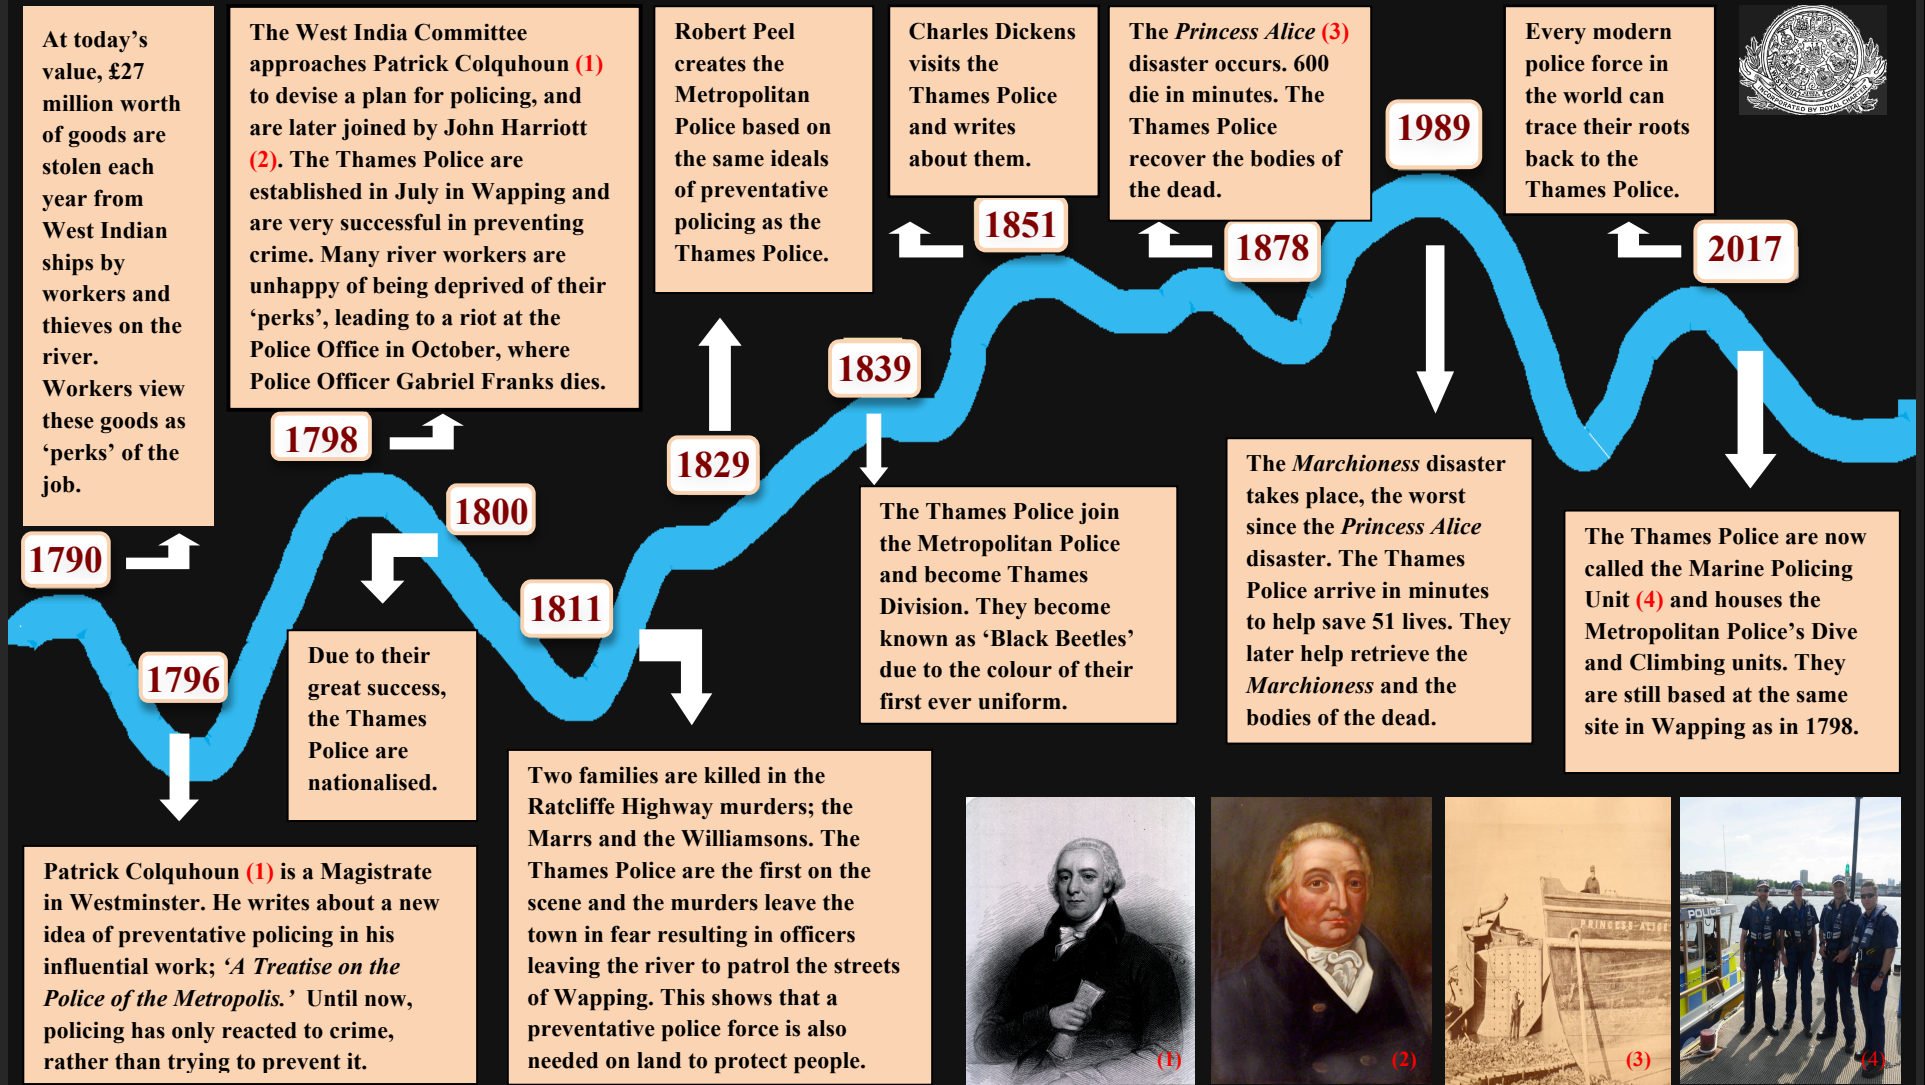 At today’s
value, £27
million worth
of goods are
stolen each
year from
West Indian
ships by
workers and
thieves on the
river.
Workers view
these goods as
‘perks’ of the
job.
1790
Patrick Colquhoun (1) is a Magistrate
in Westminster. He writes about a new
idea of preventative policing in his
influential work; ‘A Treatise on the
Police of the Metropolis.’ Until now,
policing has only reacted to crime,
rather than trying to prevent it.
1796
The West India Committee
approaches Patrick Colquhoun (1)
to devise a plan for policing, and
are later joined by John Harriott
(2). The Thames Police are
established in July in Wapping and
are very successful in preventing
crime. Many river workers are
unhappy of being deprived of their
‘perks’, leading to a riot at the
Police Office in October, where
Police Officer Gabriel Franks dies.
1798
1800
Due to their
great success,
the Thames
Police are
nationalised.
1811
Two families are killed in the
Ratcliffe Highway murders; the
Marrs and the Williamsons. The
Thames Police are the first on the
scene and the murders leave the
town in fear resulting in officers
leaving the river to patrol the streets
of Wapping. This shows that a
preventative police force is also
needed on land to protect people.
Robert Peel
creates the
Metropolitan
Police based on
the same ideals
of preventative
policing as the
Thames Police.
1829
1839
The Thames Police join
the Metropolitan Police
and become Thames
Division. They become
known as ‘Black Beetles’
due to the colour of their
first ever uniform.
Charles Dickens
visits the
Thames Police
and writes
about them.
1851
The Princess Alice (3)
disaster occurs. 600
die in minutes. The
Thames Police
recover the bodies of
the dead.
1878
1989
The Marchioness disaster
takes place, the worst
since the Princess Alice
disaster. The Thames
Police arrive in minutes
to help save 51 lives. They
later help retrieve the
Marchioness and the
bodies of the dead.
Every modern
police force in
the world can
trace their roots
back to the
Thames Police.
2017
The Thames Police are now
called the Marine Policing
Unit (4) and houses the
Metropolitan Police’s Dive
and Climbing units. They
are still based at the same
site in Wapping as in 1798.
INCORPORATED BY ROYAL CHARTER
(1)
(2)
PRINCESS ALICE
(3)
POLICE
(4)